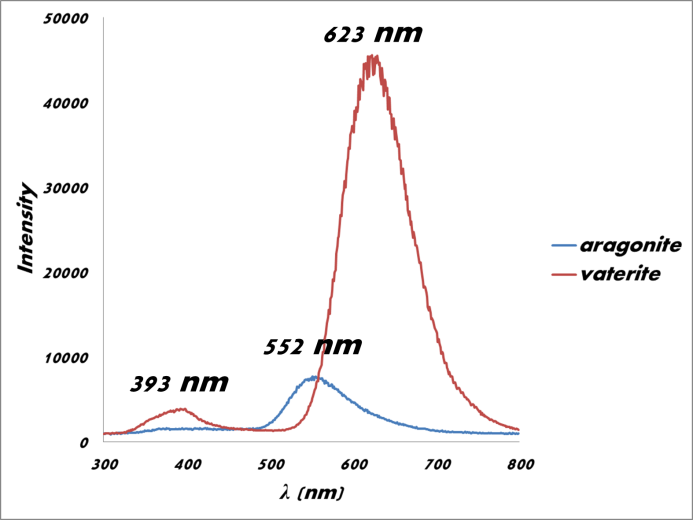 50000
40000
30000
20000
10000
0
Intensity
623 nm
552 nm
393 nm
300 400 500 600 700 800
λ (nm)
aragonite
vaterite